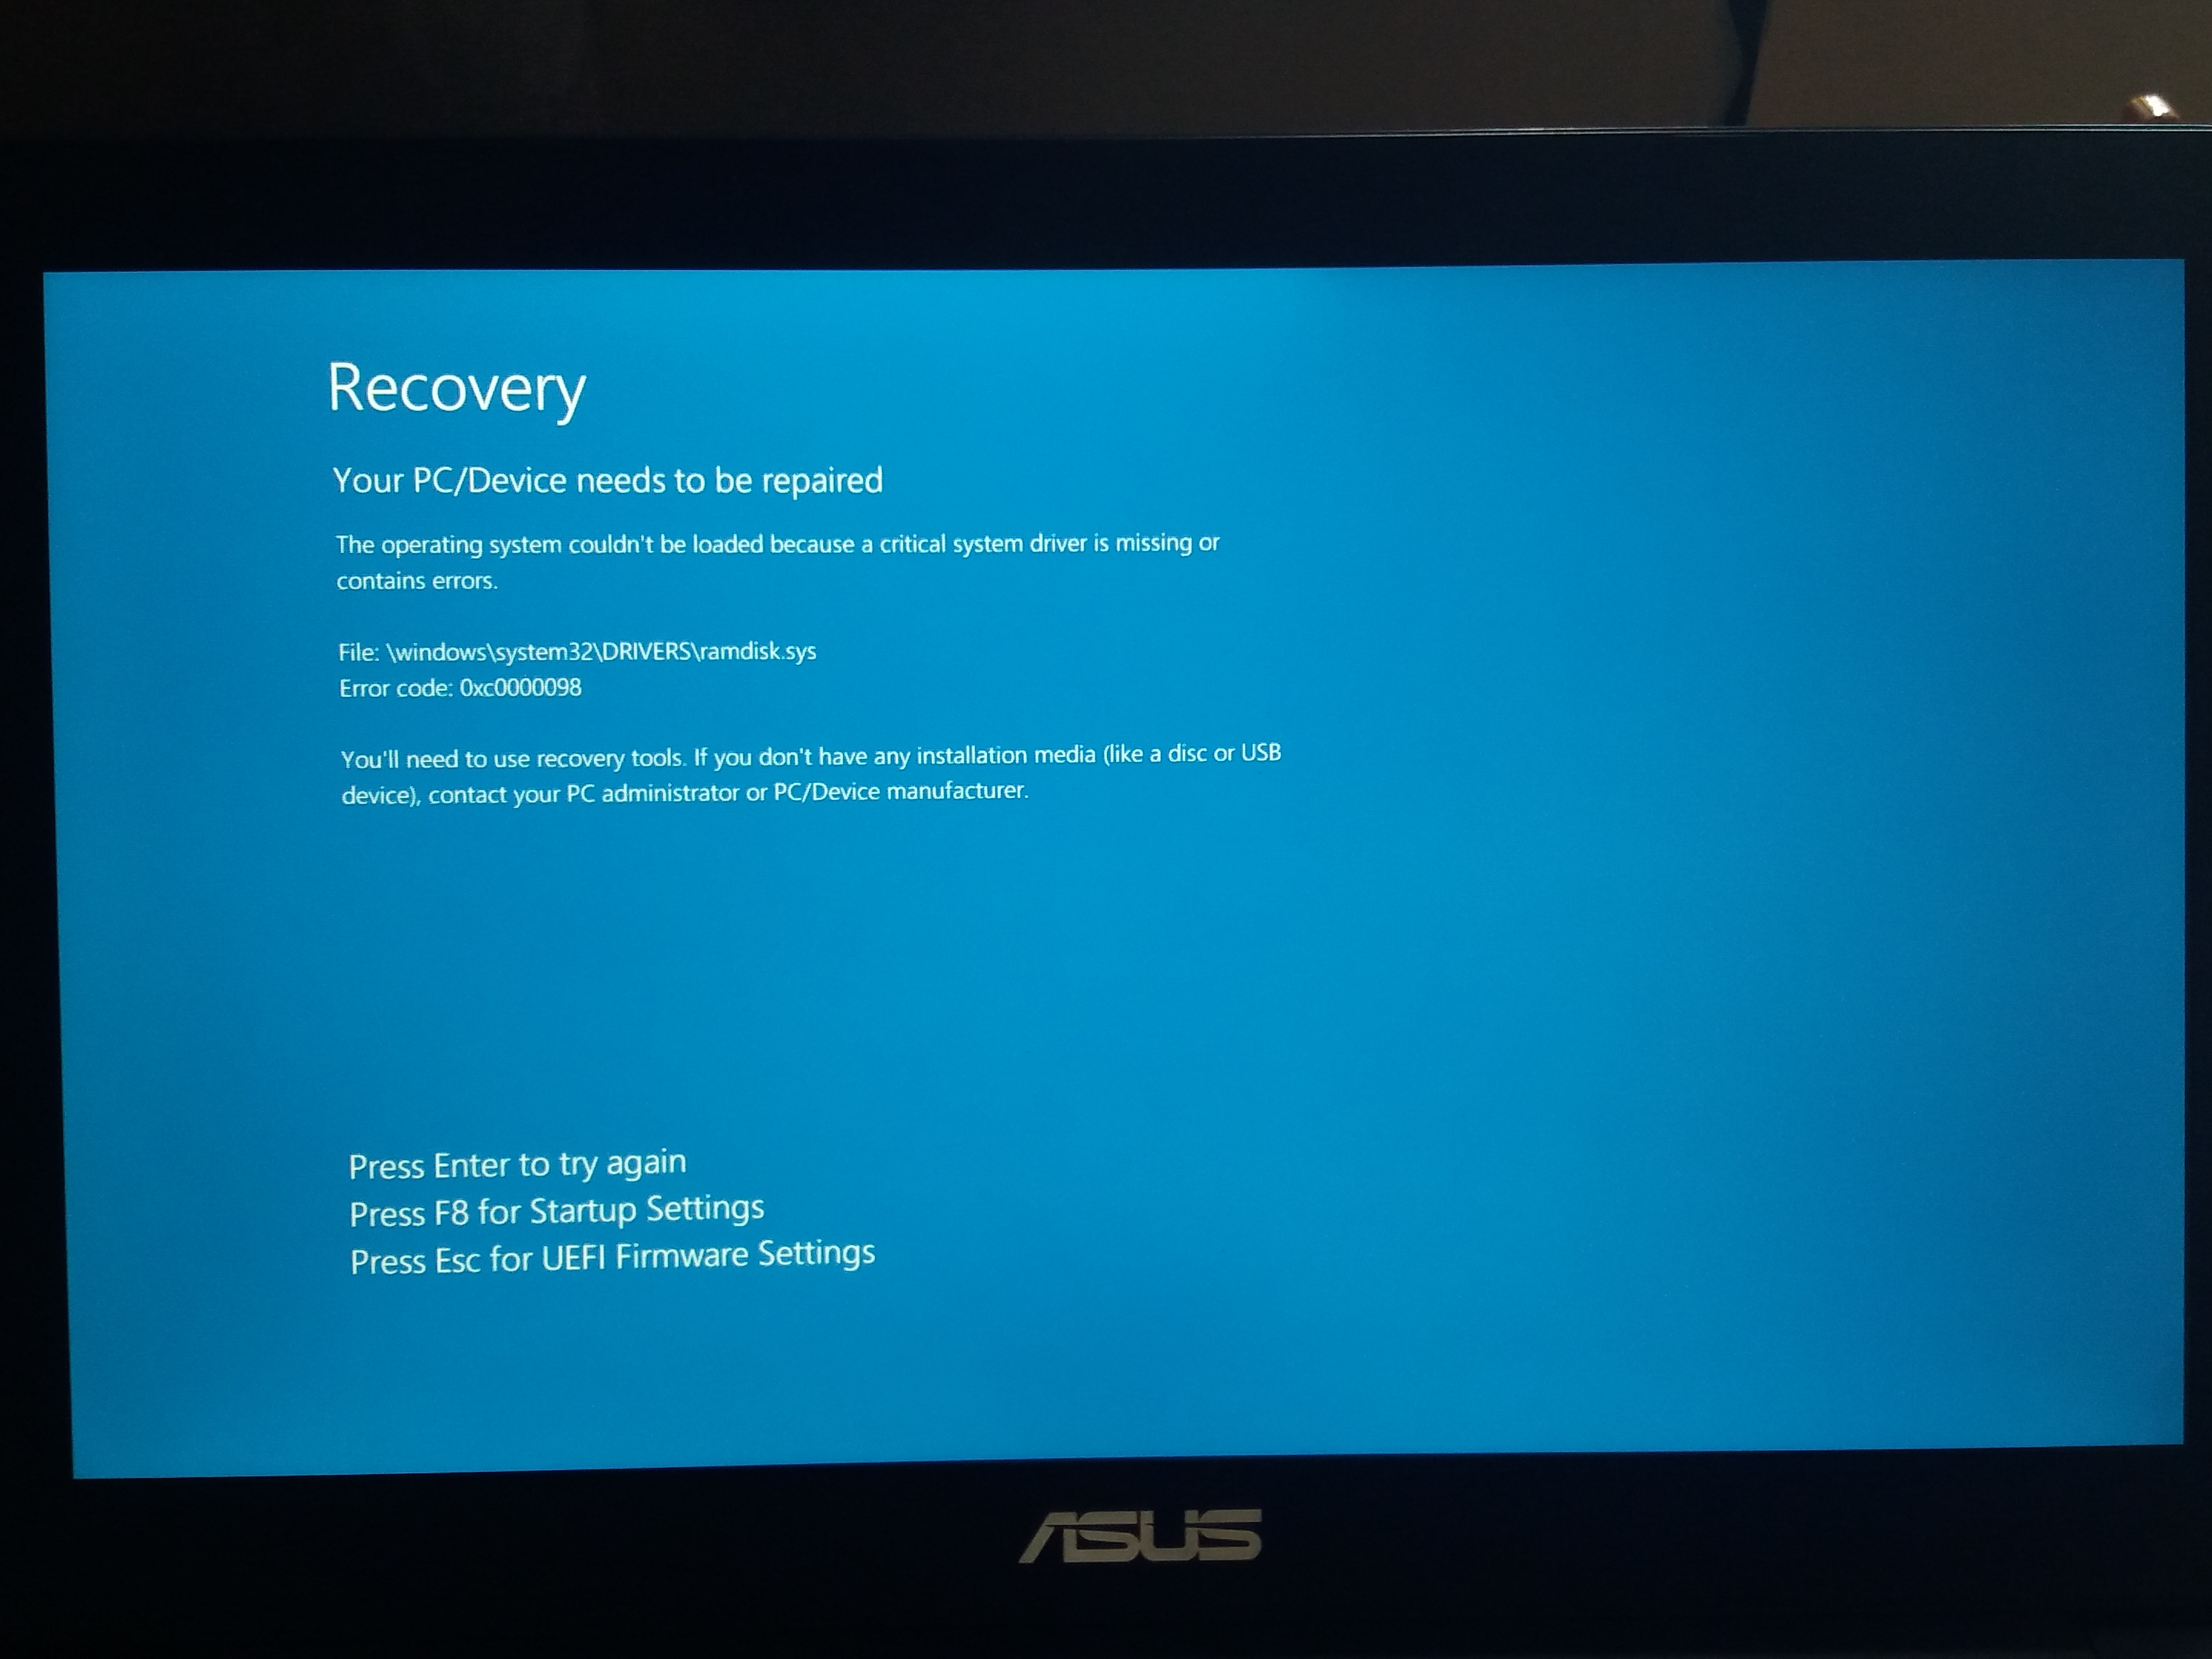 Recovery
Your PC/Device needs to be repaired
The operating system couldn't be loaded because a critical system driver is missing or
contains errors.
File: \windows\system32\DRIVERS\ramdisk.sys
Error code: 0xc0000098
You'll need to use recovery tools. If you don't have any installation media (like a disc or USB
device), contact your PC administrator or PC/Device manufacturer.
Press Enter to try again
Press F8 for Startup Settings
Press Esc for UEFI Firmware Settings
ASUS